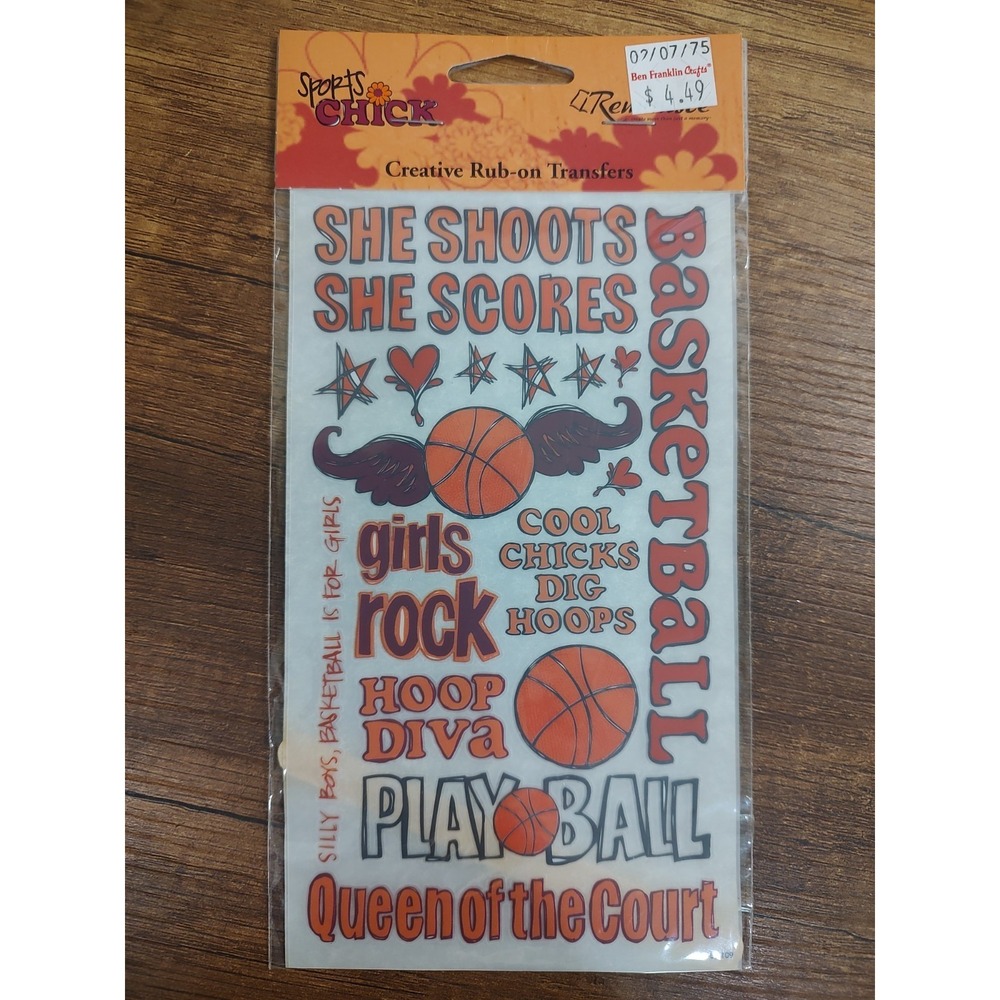 SPORTS
CHICK
02/07/75
Ben Franklin Crafts®
$ 4.49
Creative Rub-on Transfers
SHE SHOOTS
SHE SCORES
BaSKeTBaLL
girls
rock
COOL
CHICKS
DIG
HOOPS
SILLY BOYS, BASKETBALL IS FOR GIRLS
HOOP
DIVa
PLAY BALL
Queen of the Court